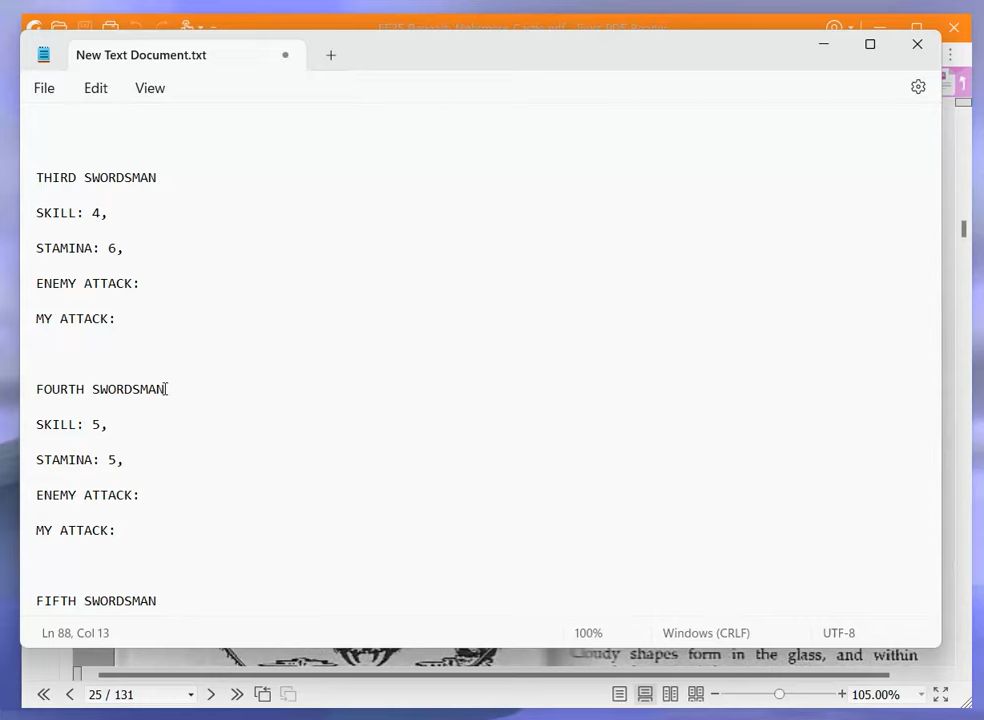 New Text Document.txt
File Edit View
THIRD SWORDSMAN
SKILL: 4,
STAMINA: 6,
ENEMY ATTACK:
MY ATTACK:
FOURTH SWORDSMAN
SKILL: 5,
STAMINA: 5,
ENEMY ATTACK:
MY ATTACK:
FIFTH SWORDSMAN
Ln 88, Col 13 100% Windows (CRLF) UTF-8
Cloudy shapes form in the glass, and within
25 / 131 105.00%